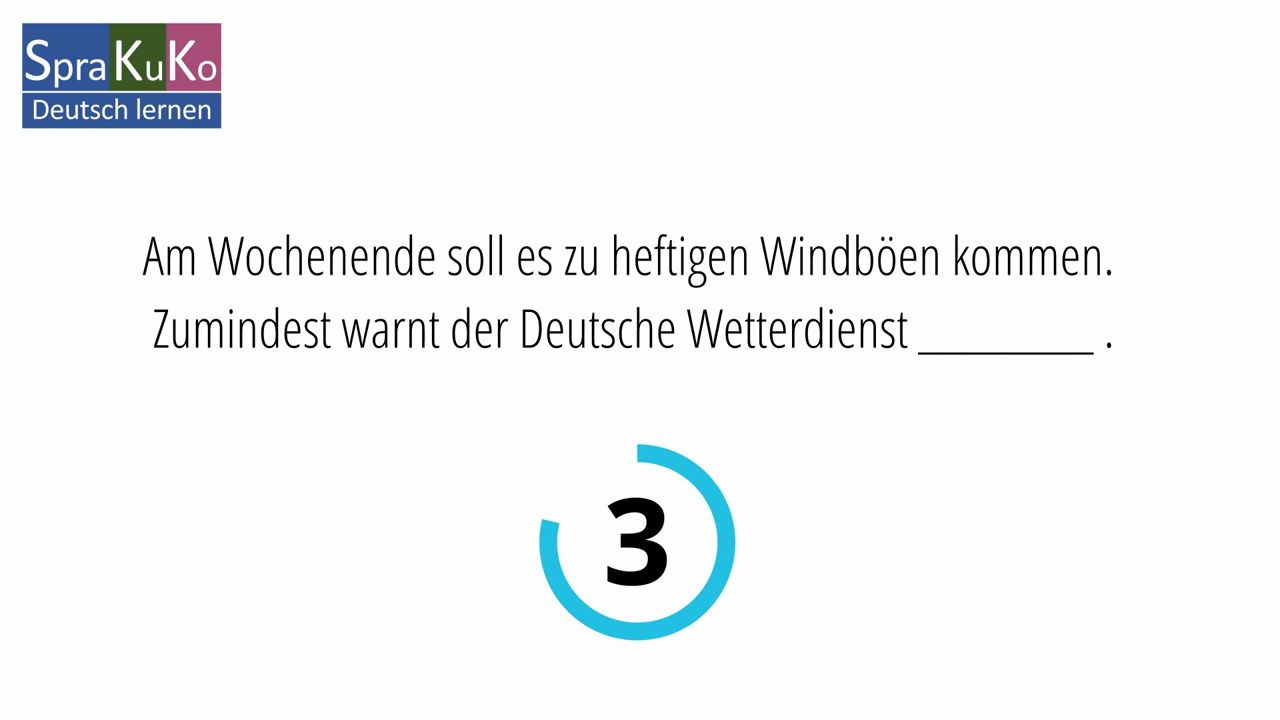 SpraKuKo
Deutsch lernen
Am Wochenende soll es zu heftigen Windböen kommen.
Zumindest warnt der Deutsche Wetterdienst ________ .
3